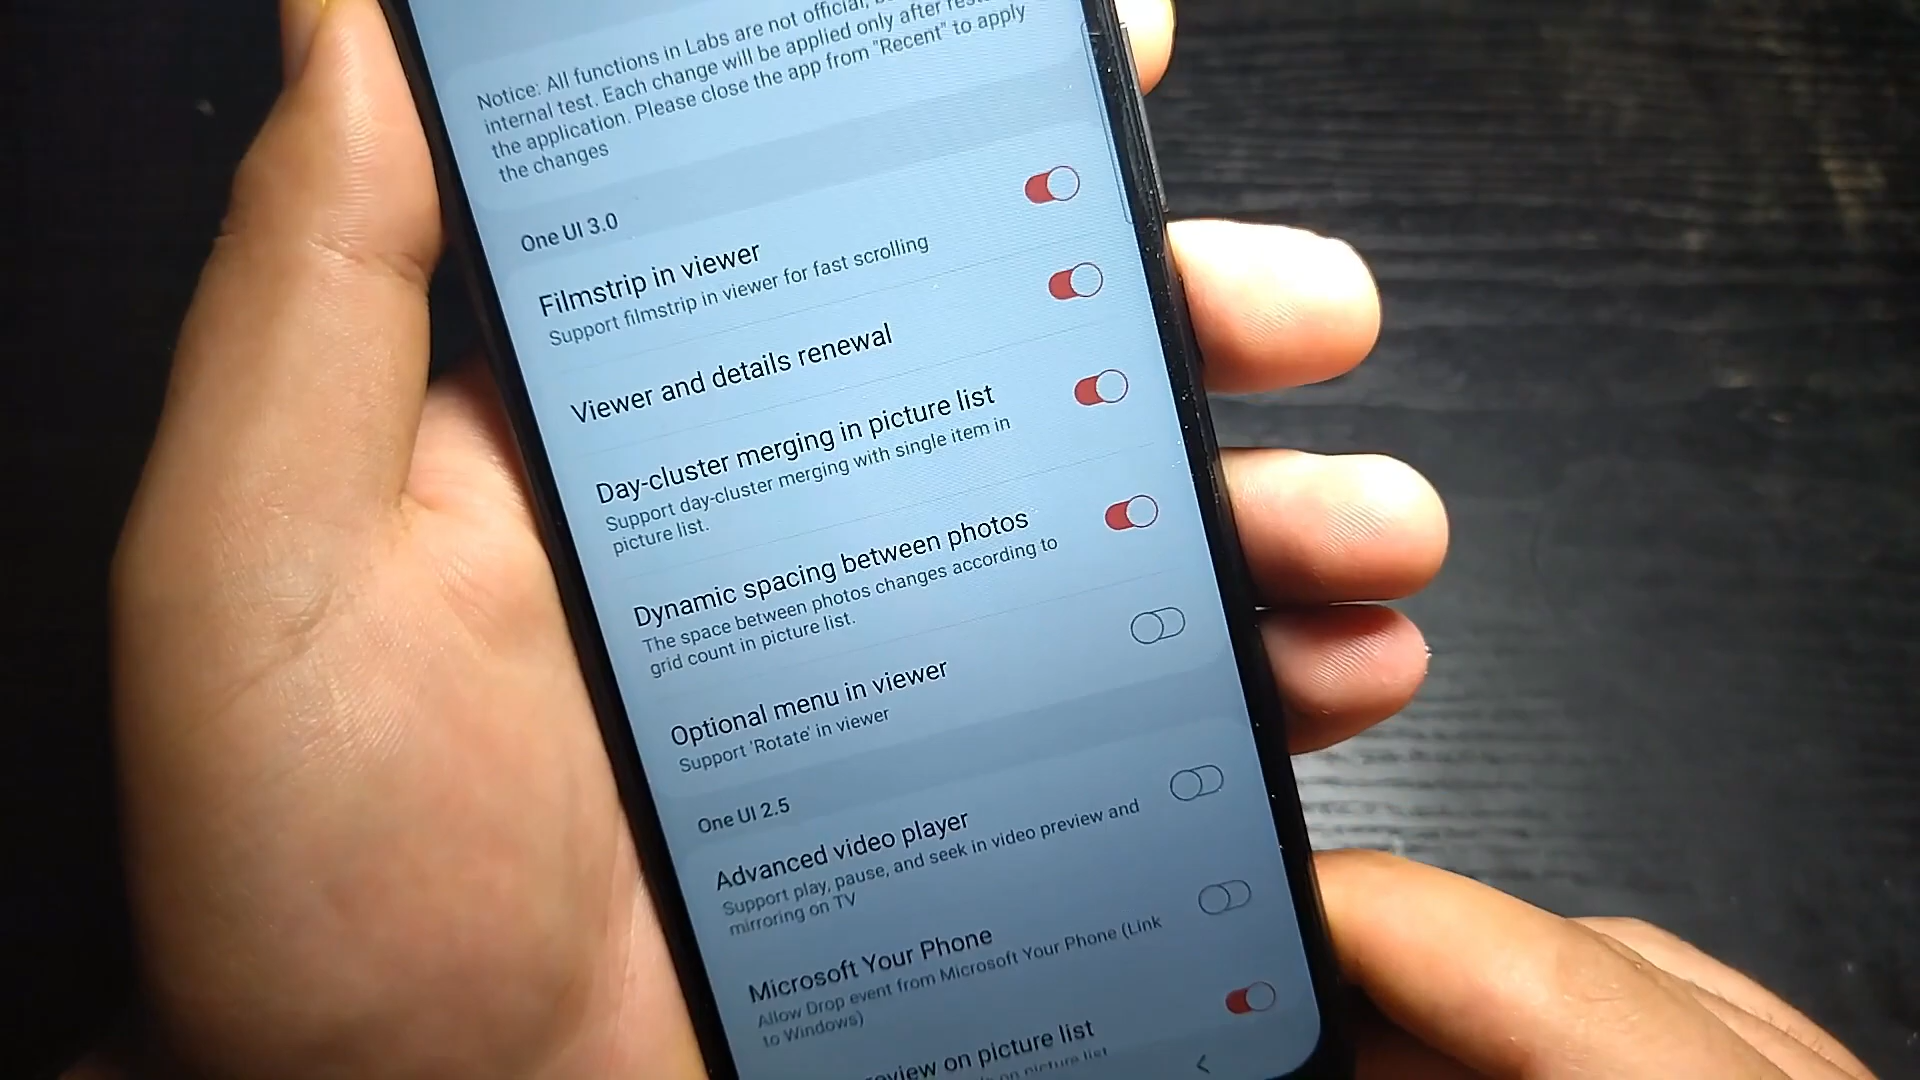 Notice: All functions in Labs are not official,
internal test. Each change will be applied only after
the application. Please close the app from "Recent" to apply
the changes
One UI 3.0
Filmstrip in viewer
Support filmstrip in viewer for fast scrolling
Viewer and details renewal
Day-cluster merging in picture list
Support day-cluster merging with single item in
picture list.
Dynamic spacing between photos
The space between photos changes according to
grid count in picture list.
Optional menu in viewer
Support 'Rotate' in viewer
One UI 2.5
Advanced video player
Support play, pause, and seek in video preview and
mirroring on TV
Microsoft Your Phone
Allow Drop event from Microsoft Your Phone (Link
to Windows)
on picture list
on picture list